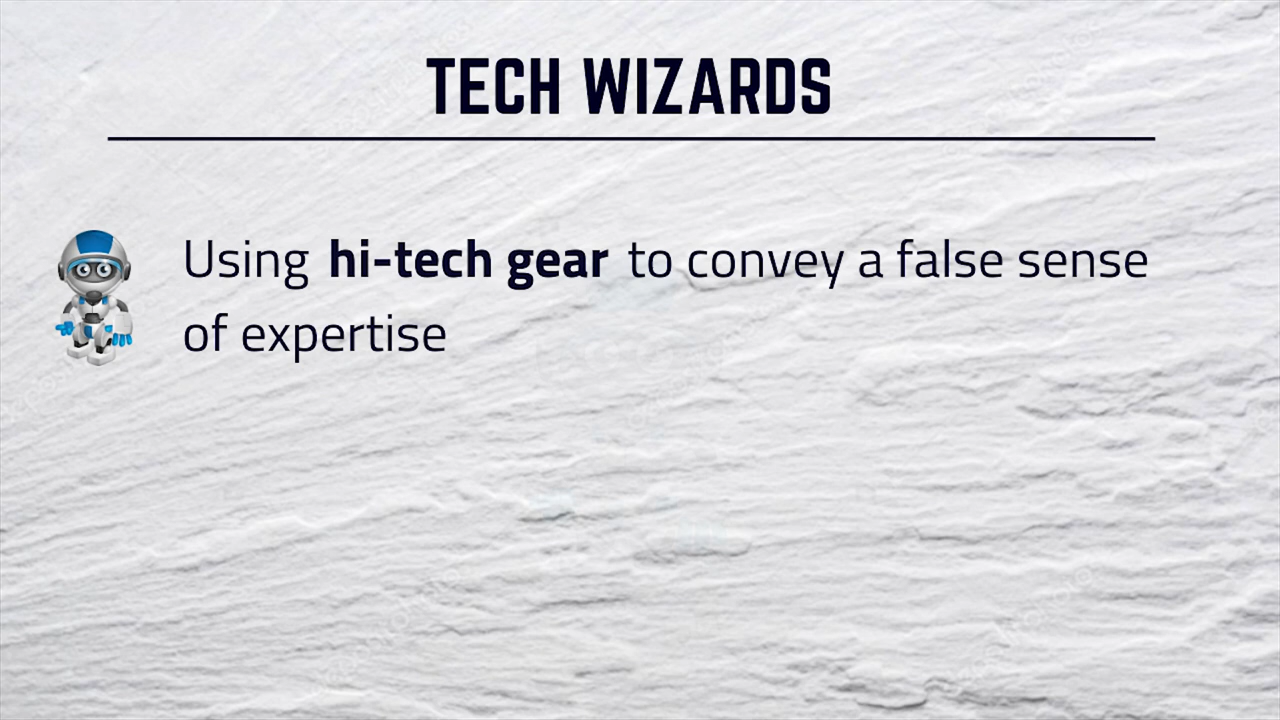 TECH WIZARDS
Using hi-tech gear to convey a false sense
of expertise